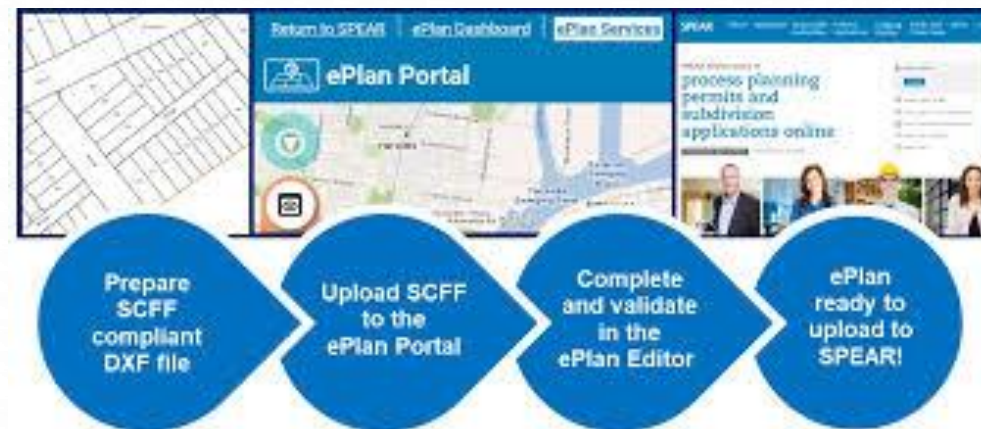 Return to SPEAR ePlan Dashboard ePlan Services
SPEAR
ePlan Portal
process planning
permits and
subdivision
applications online
Prepare
SCFF
compliant
DXF file
Upload SCFF
to the
ePlan Portal
Complete
and validate
in the
ePlan Editor
ePlan
ready to
upload to
SPEAR!